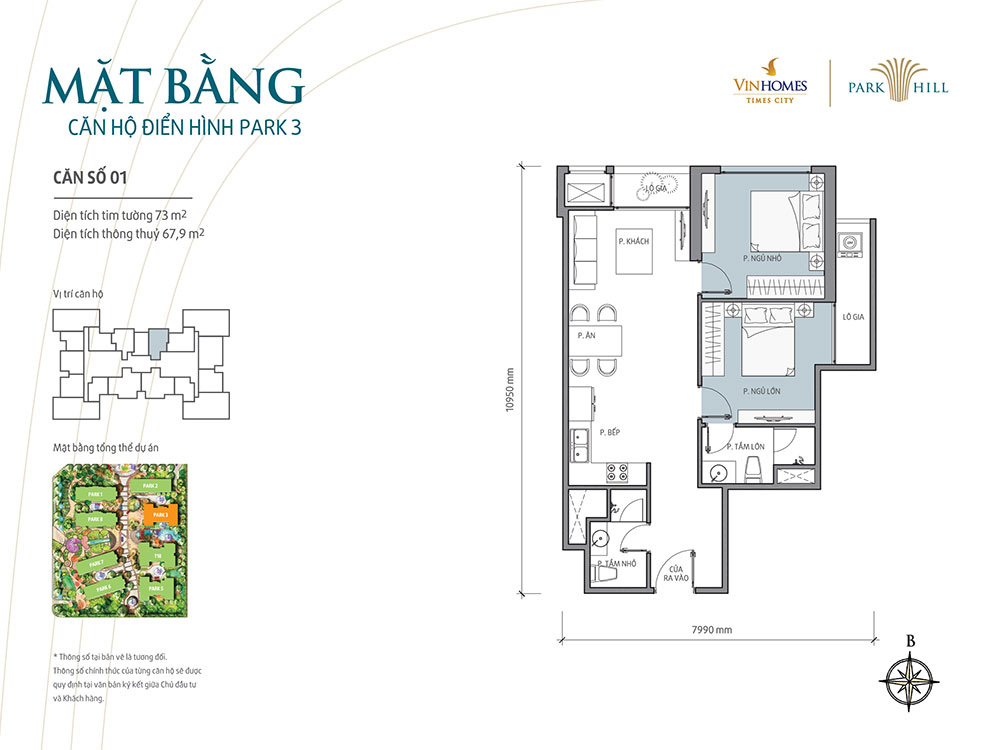 MẶT BẰNG
CĂN HỘ ĐIỂN HÌNH PARK 3
VINHOMES
TIMES CITY
PARK HILL
CĂN SỐ 01
Diện tích tim tường 73 m2
Diện tích thông thuỷ 67,9 m2
Vị trí căn hộ
Mặt bằng tổng thể dự án
PARK 1
PARK 2
PARK 3
PARK 8
T18
PARK 7
PARK 6
PARK 5
* Thông số tại bản vẽ là tương đối.
Thông số chính thức của từng căn hộ sẽ được
quy định tại văn bản ký kết giữa Chủ đầu tư
và Khách hàng.
LÔ GIA
P. KHÁCH
P. NGỦ NHỎ
P. ĂN
LÔ GIA
P. NGỦ LỚN
P. BẾP
P. TẮM LỚN
P. TẮM NHỎ
CỬA
RA VÀO
10950 mm
7990 mm
B